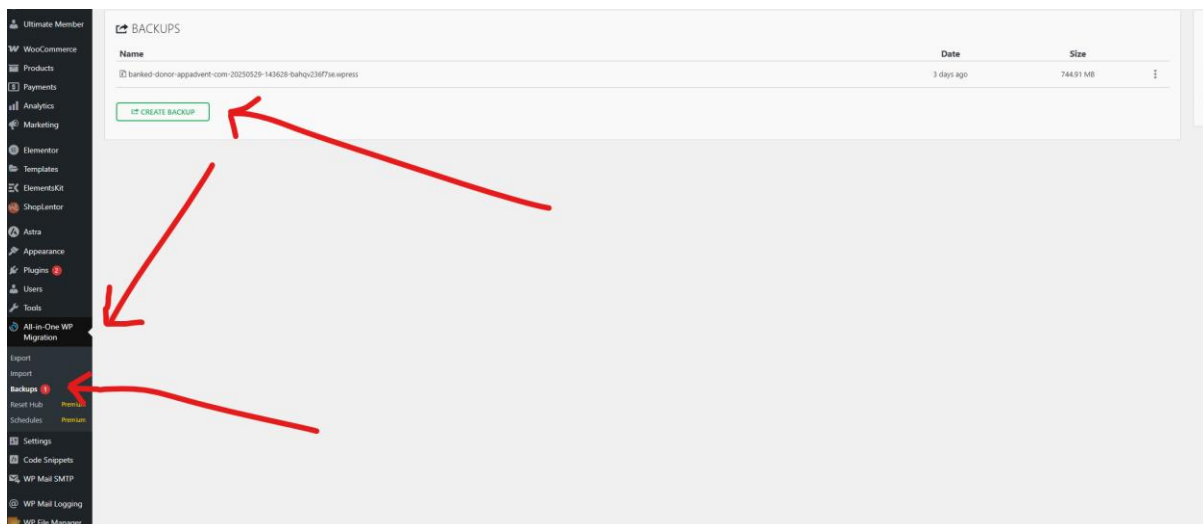 Ultimate Member
WooCommerce
Products
Payments
Analytics
Marketing
Elementor
Templates
ElementsKit
ShopLentor
Astra
Appearance
Plugins 2
Users
Tools
All-in-One WP
Migration
Export
Import
Backups 1
Reset Hub Premium
Schedules Premium
Settings
Code Snippets
WP Mail SMTP
WP Mail Logging
WP File Manager
BACKUPS
Name Date Size
banked-donor-appadvent-com-20250529-143628-bahqv236f7se.wpress 3 days ago 744.91 MB
CREATE BACKUP